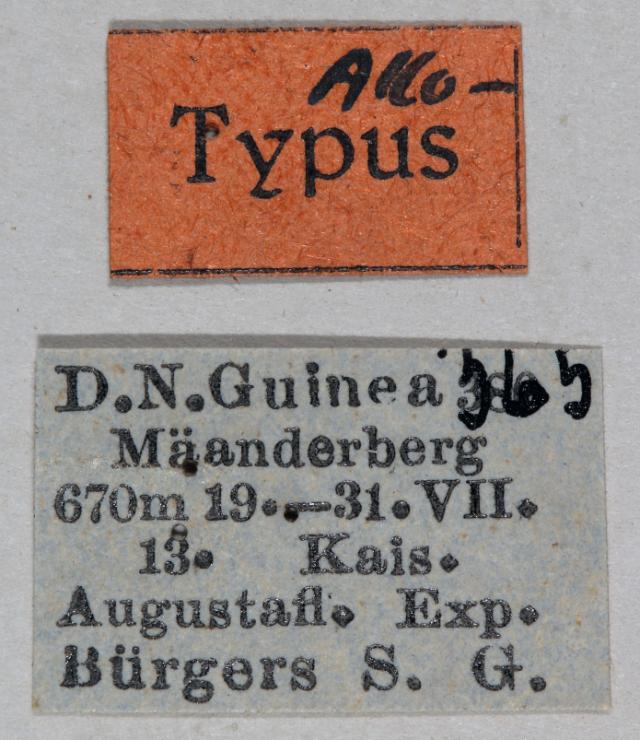 Allo-
Typus
D.N.Guinea
Mäanderberg
670m 19.–31. VII.
13. Kais.
Augustafl. Exp.
Bürgers S. G.